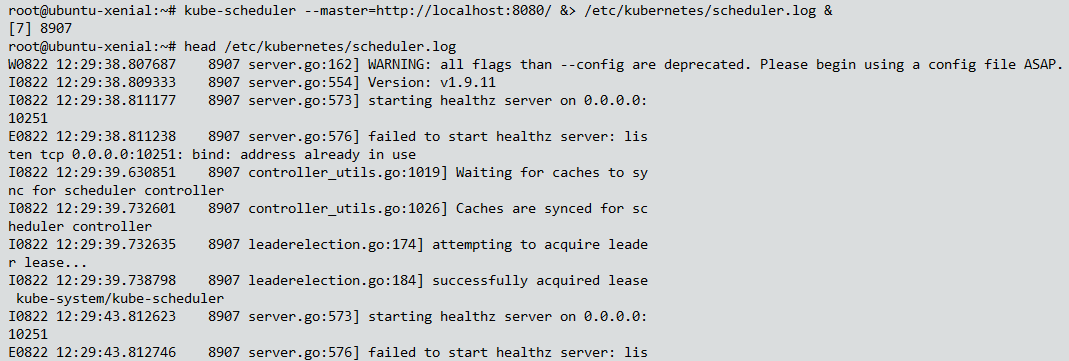 root@ubuntu-xenial:~# kube-scheduler --master=http://localhost:8080/ &> /etc/kubernetes/scheduler.log &
[7] 8907
root@ubuntu-xenial:~# head /etc/kubernetes/scheduler.log
W0822 12:29:38.807687    8907 server.go:162] WARNING: all flags than --config are deprecated. Please begin using a config file ASAP.
I0822 12:29:38.809333    8907 server.go:554] Version: v1.9.11
I0822 12:29:38.811177    8907 server.go:573] starting healthz server on 0.0.0.0:
10251
E0822 12:29:38.811238    8907 server.go:576] failed to start healthz server: lis
ten tcp 0.0.0.0:10251: bind: address already in use
I0822 12:29:39.630851    8907 controller_utils.go:1019] Waiting for caches to sy
nc for scheduler controller
I0822 12:29:39.732601    8907 controller_utils.go:1026] Caches are synced for sc
heduler controller
I0822 12:29:39.732635    8907 leaderelection.go:174] attempting to acquire leade
r lease...
I0822 12:29:39.738798    8907 leaderelection.go:184] successfully acquired lease
 kube-system/kube-scheduler
I0822 12:29:43.812623    8907 server.go:573] starting healthz server on 0.0.0.0:
10251
E0822 12:29:43.812746    8907 server.go:576] failed to start healthz server: lis